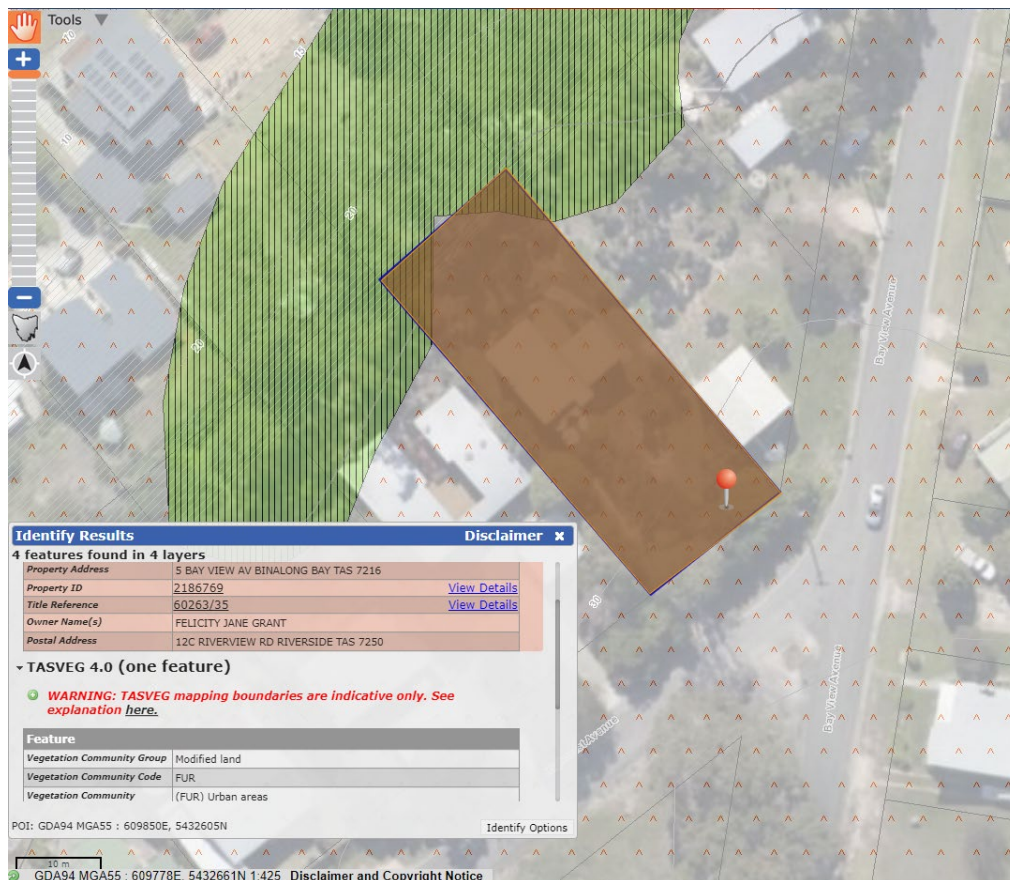 Tools
10
15
10
20
20
Bay View Avenue
Identify Results Disclaimer ×
4 features found in 4 layers
Property Address 5 BAY VIEW AV BINALONG BAY TAS 7216
Property ID 2186769 View Details
Title Reference 60263/35 View Details
Owner Name(s) FELICITY JANE GRANT
Postal Address 12C RIVERVIEW RD RIVERSIDE TAS 7250
30
TASVEG 4.0 (one feature)
WARNING: TASVEG mapping boundaries are indicative only. See
explanation here.
Bay View Avenue
Feature
Vegetation Community Group Modified land
Vegetation Community Code FUR
Vegetation Community (FUR) Urban areas
Avenue
POI: GDA94 MGA55 : 609850E, 5432605N Identify Options
10 m
GDA94 MGA55 : 609778E, 5432661N 1:425 Disclaimer and Copyright Notice